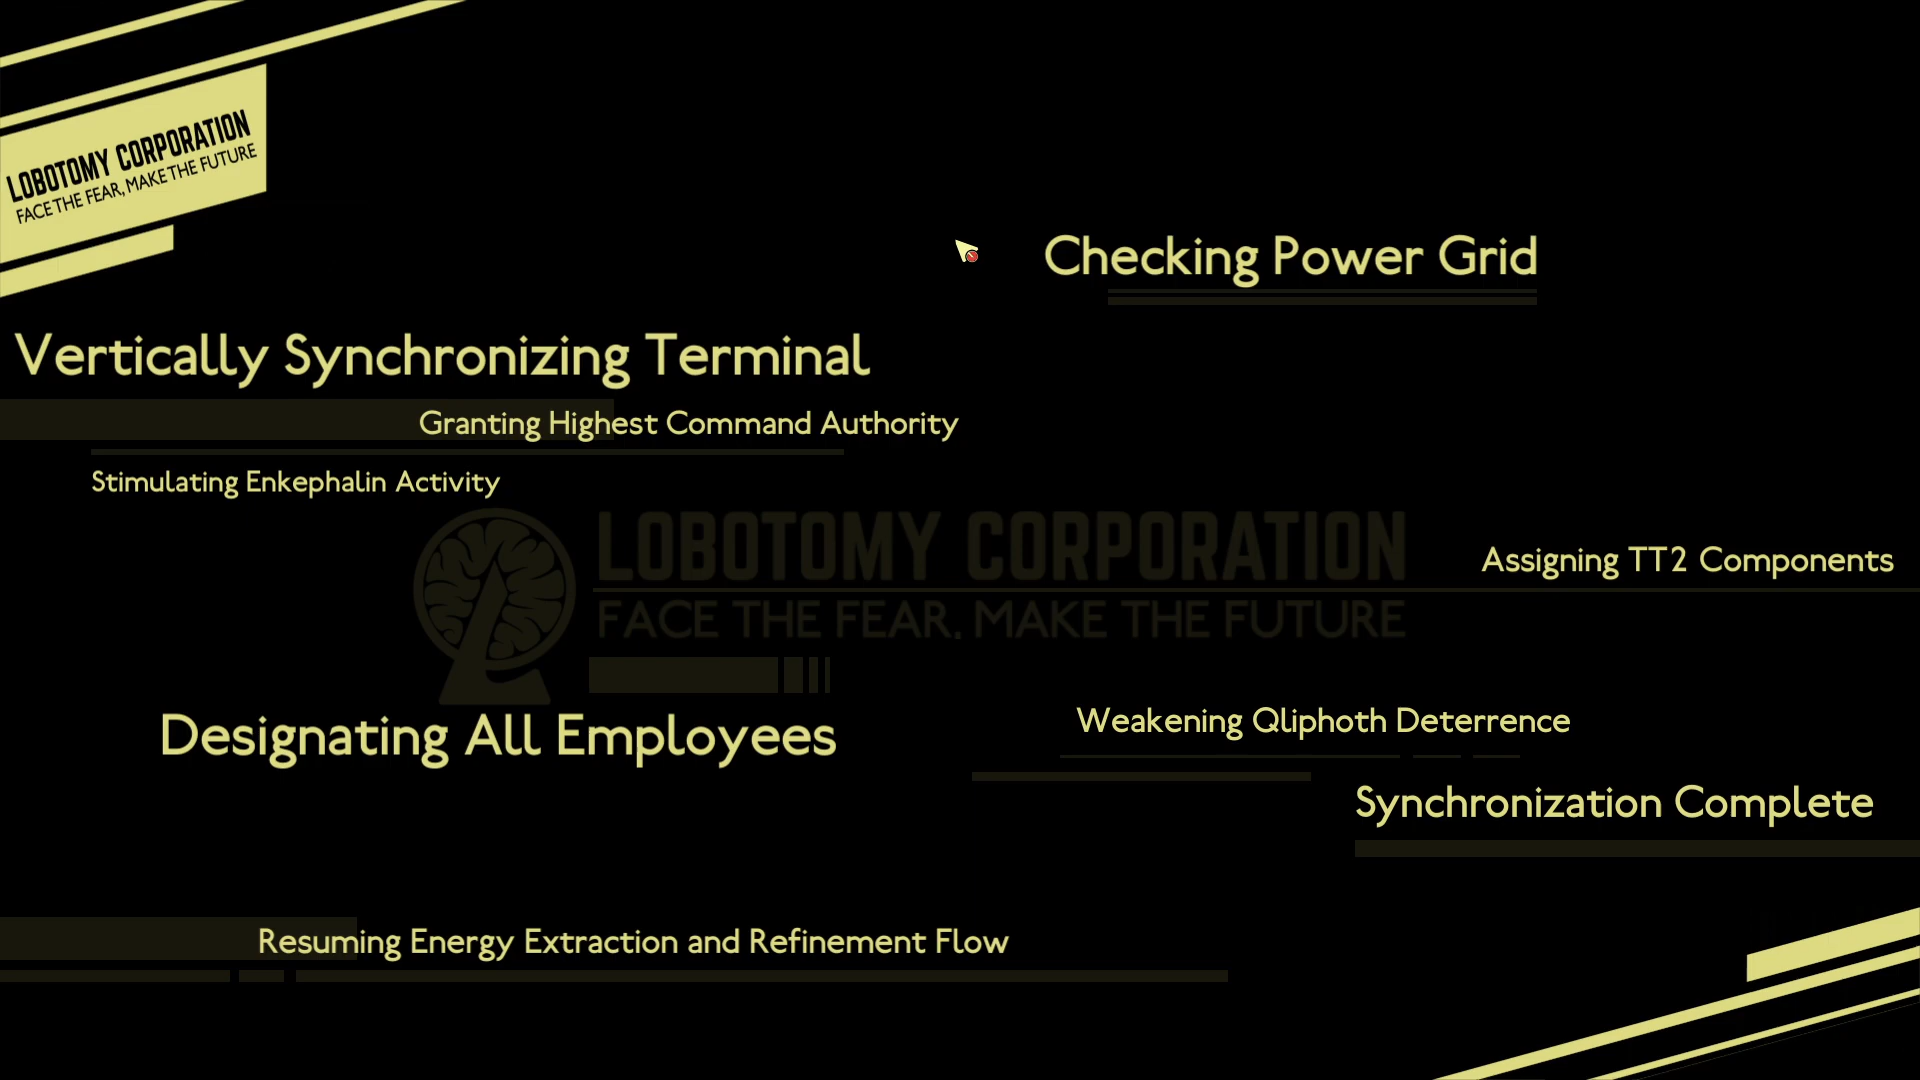 LOBOTOMY CORPORATION
FACE THE FEAR, MAKE THE FUTURE
Checking Power Grid
Vertically Synchronizing Terminal
Granting Highest Command Authority
Stimulating Enkephalin Activity
LOBOTOMY CORPORATION
FACE THE FEAR, MAKE THE FUTURE
Assigning TT2 Components
Designating All Employees
Weakening Qliphoth Deterrence
Synchronization Complete
Resuming Energy Extraction and Refinement Flow